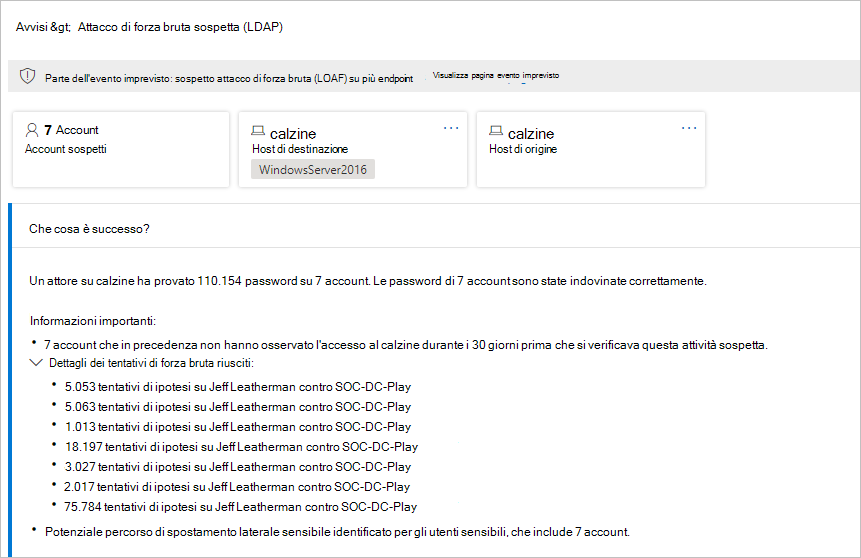 Avvisi &gt; Attacco di forza bruta sospetta (LDAP)
Parte dell'evento imprevisto: sospetto attacco di forza bruta (LOAF) su più endpoint Visualizza pagina evento imprevisto
7 Account
Account sospetti
calzine
Host di destinazione
WindowsServer2016
calzine
Host di origine
Che cosa è successo?
Un attore su calzine ha provato 110.154 password su 7 account. Le password di 7 account sono state indovinate correttamente.
Informazioni importanti:
• 7 account che in precedenza non hanno osservato l'accesso al calzine durante i 30 giorni prima che si verificava questa attività sospetta.
Dettagli dei tentativi di forza bruta riusciti:
• 5.053 tentativi di ipotesi su Jeff Leatherman contro SOC-DC-Play
• 5.063 tentativi di ipotesi su Jeff Leatherman contro SOC-DC-Play
• 1.013 tentativi di ipotesi su Jeff Leatherman contro SOC-DC-Play
• 18.197 tentativi di ipotesi su Jeff Leatherman contro SOC-DC-Play
• 3.027 tentativi di ipotesi su Jeff Leatherman contro SOC-DC-Play
• 2.017 tentativi di ipotesi su Jeff Leatherman contro SOC-DC-Play
• 75.784 tentativi di ipotesi su Jeff Leatherman contro SOC-DC-Play
• Potenziale percorso di spostamento laterale sensibile identificato per gli utenti sensibili, che include 7 account.